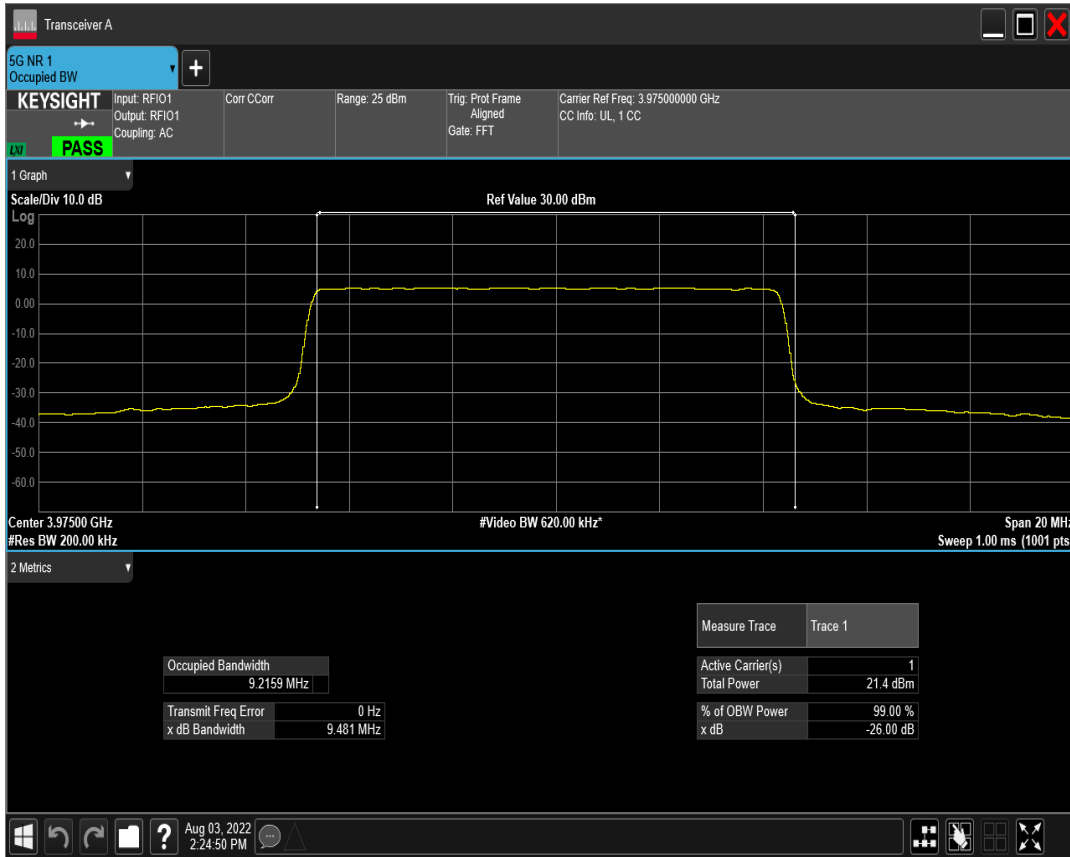 Transceiver A
5G NR 1
Occupied BW
+
KEYSIGHT
LXI
PASS
Input: RFIO1
Output: RFIO1
Coupling: AC
Corr CCorr
Range: 25 dBm
Trig: Prot Frame
Aligned
Gate: FFT
Carrier Ref Freq: 3.975000000 GHz
CC Info: UL, 1 CC
1 Graph
Scale/Div 10.0 dB
Ref Value 30.00 dBm
Log
20.0
10.0
0.00
-10.0
-20.0
-30.0
-40.0
-50.0
-60.0
Center 3.97500 GHz
#Video BW 620.00 kHz*
Span 20 MHz
#Res BW 200.00 kHz
Sweep 1.00 ms (1001 pts
2 Metrics
Measure Trace Trace 1
Occupied Bandwidth
9.2159 MHz
Active Carrier(s) 1
Total Power 21.4 dBm
Transmit Freq Error 0 Hz
x dB Bandwidth 9.481 MHz
% of OBW Power 99.00 %
x dB -26.00 dB
?
Aug 03, 2022
2:24:50 PM